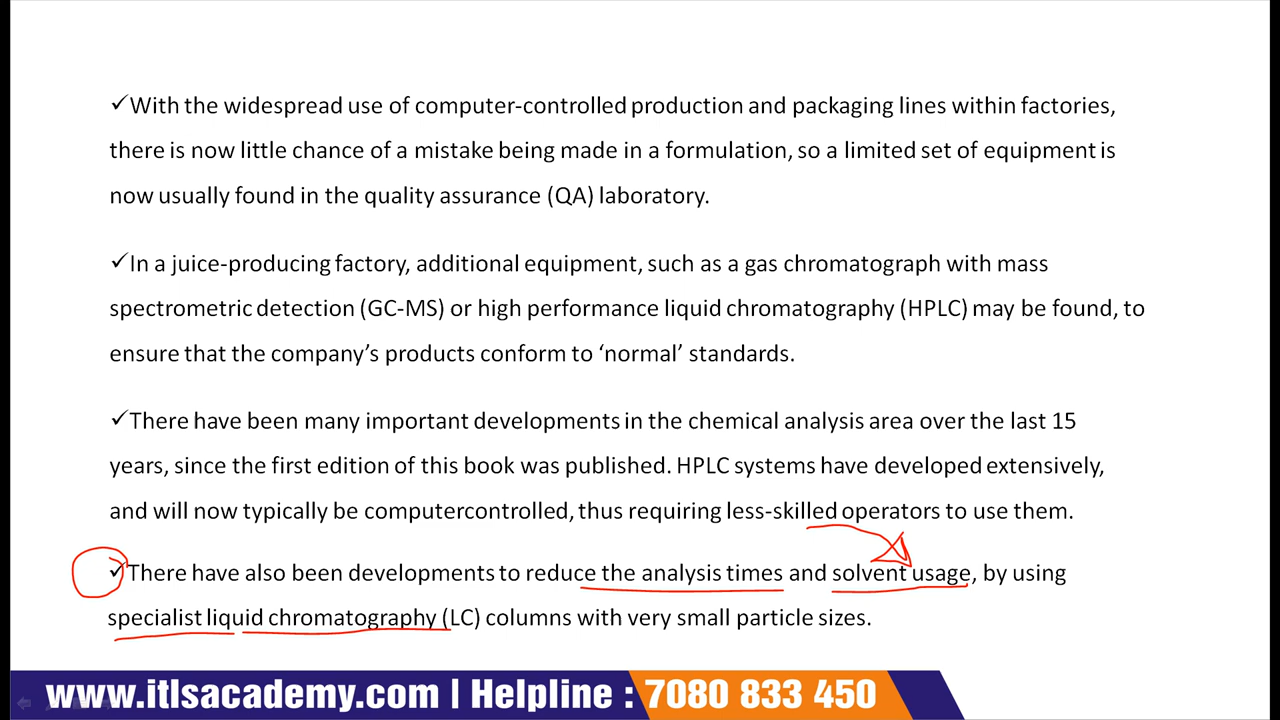 ✓With the widespread use of computer-controlled production and packaging lines within factories,
there is now little chance of a mistake being made in a formulation, so a limited set of equipment is
now usually found in the quality assurance (QA) laboratory.
✓In a juice-producing factory, additional equipment, such as a gas chromatograph with mass
spectrometric detection (GC-MS) or high performance liquid chromatography (HPLC) may be found, to
ensure that the company’s products conform to ‘normal’ standards.
✓There have been many important developments in the chemical analysis area over the last 15
years, since the first edition of this book was published. HPLC systems have developed extensively,
and will now typically be computercontrolled, thus requiring less-skilled operators to use them.
✓There have also been developments to reduce the analysis times and solvent usage, by using
specialist liquid chromatography (LC) columns with very small particle sizes.
www.itlsacademy.com | Helpline : 7080 833 450